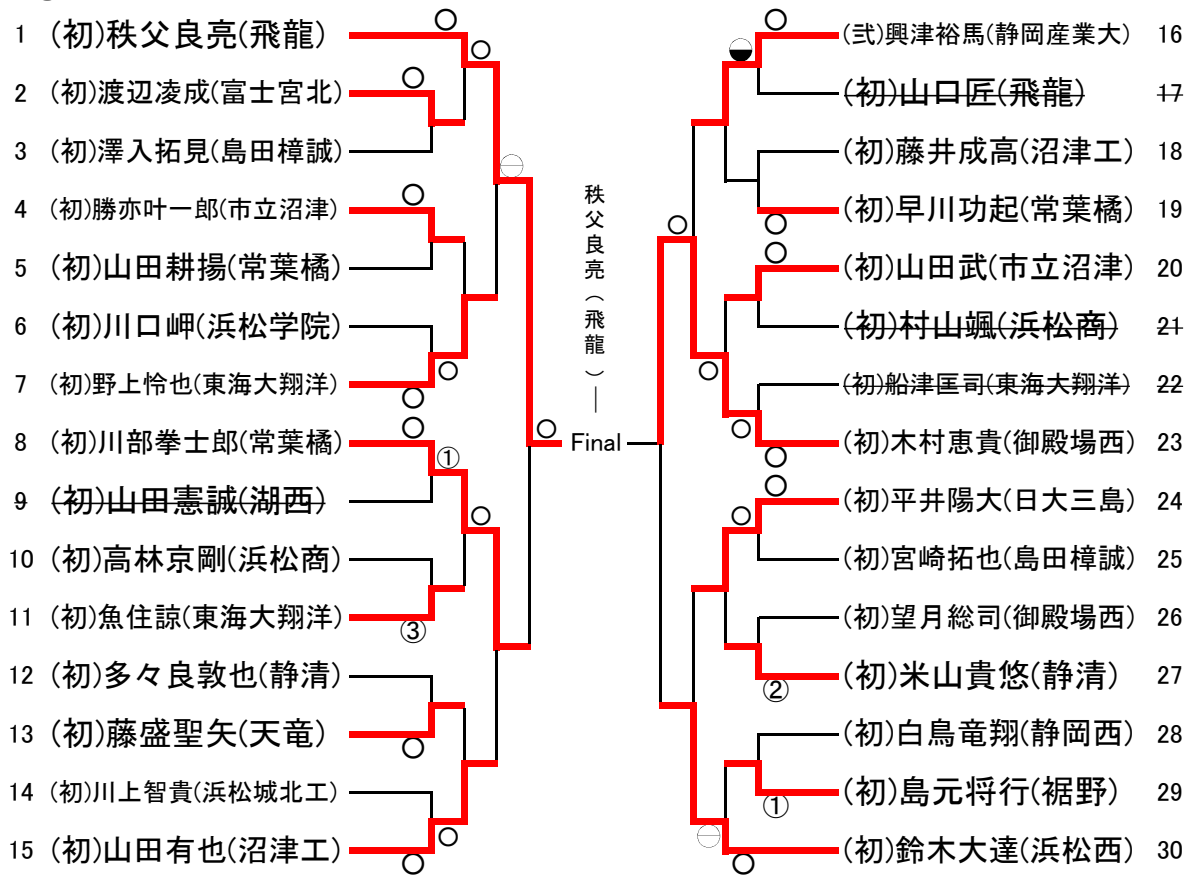 1 (初)秩父良亮(飛龍)
2 (初)渡辺凌成(富士宮北)
3 (初)澤入拓見(島田樟誠)
4 (初)勝亦叶一郎(市立沼津)
5 (初)山田耕揚(常葉橘)
6 (初)川口岬(浜松学院)
7 (初)野上怜也(東海大翔洋)
8 (初)川部拳士郎(常葉橘)
①
9 (初)山田憲誠(湖西)
10 (初)高林京剛(浜松商)
11 (初)魚住諒(東海大翔洋)
③
12 (初)多々良敦也(静清)
13 (初)藤盛聖矢(天竜)
14 (初)川上智貴(浜松城北工)
15 (初)山田有也(沼津工)
秩父良亮(飛龍)―
Final
(弐)興津裕馬(静岡産業大) 16
(初)山口匠(飛龍) 17
(初)藤井成高(沼津工) 18
(初)早川功起(常葉橘) 19
(初)山田武(市立沼津) 20
(初)村山颯(浜松商) 21
(初)船津匡司(東海大翔洋) 22
(初)木村恵貴(御殿場西) 23
(初)平井陽大(日大三島) 24
(初)宮崎拓也(島田樟誠) 25
(初)望月総司(御殿場西) 26
(初)米山貴悠(静清) 27
②
(初)白鳥竜翔(静岡西) 28
(初)島元将行(裾野) 29
①
(初)鈴木大達(浜松西) 30